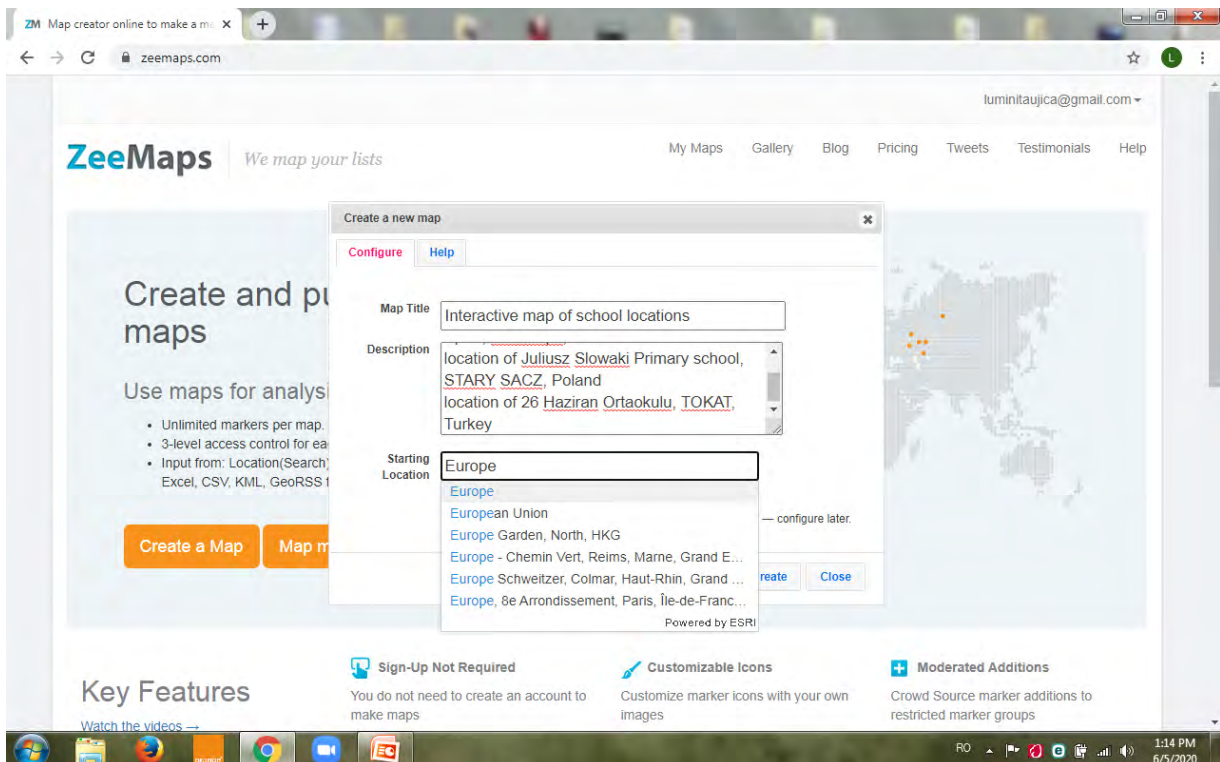 ZM Map creator online to make a m
zeemaps.com
L
luminitaujica@gmail.com
ZeeMaps
We map your lists
My Maps Gallery Blog Pricing Tweets Testimonials Help
Create a new map
Configure Help
Create and pu
maps
Map Title
Interactive map of school locations
Description
location of Juliusz Slowaki Primary school,
STARY SACZ, Poland
location of 26 Haziran Ortaokulu, TOKAT,
Turkey
Use maps for analysi
• Unlimited markers per map.
• 3-level access control for ea
• Input from: Location(Search)
Excel, CSV, KML, GeoRSS f
Starting
Location
Europe
Europe
European Union
Europe Garden, North, HKG
Europe - Chemin Vert, Reims, Marne, Grand E...
Europe Schweitzer, Colmar, Haut-Rhin, Grand ...
Europe, 8e Arrondissement, Paris, Île-de-Franc...
Powered by ESRI
— configure later.
Create a Map
Map m
reate
Close
Key Features
Watch the videos →
Sign-Up Not Required
You do not need to create an account to
make maps
Customizable Icons
Customize marker icons with your own
images
Moderated Additions
Crowd Source marker additions to
restricted marker groups
RO
1:14 PM
6/5/2020